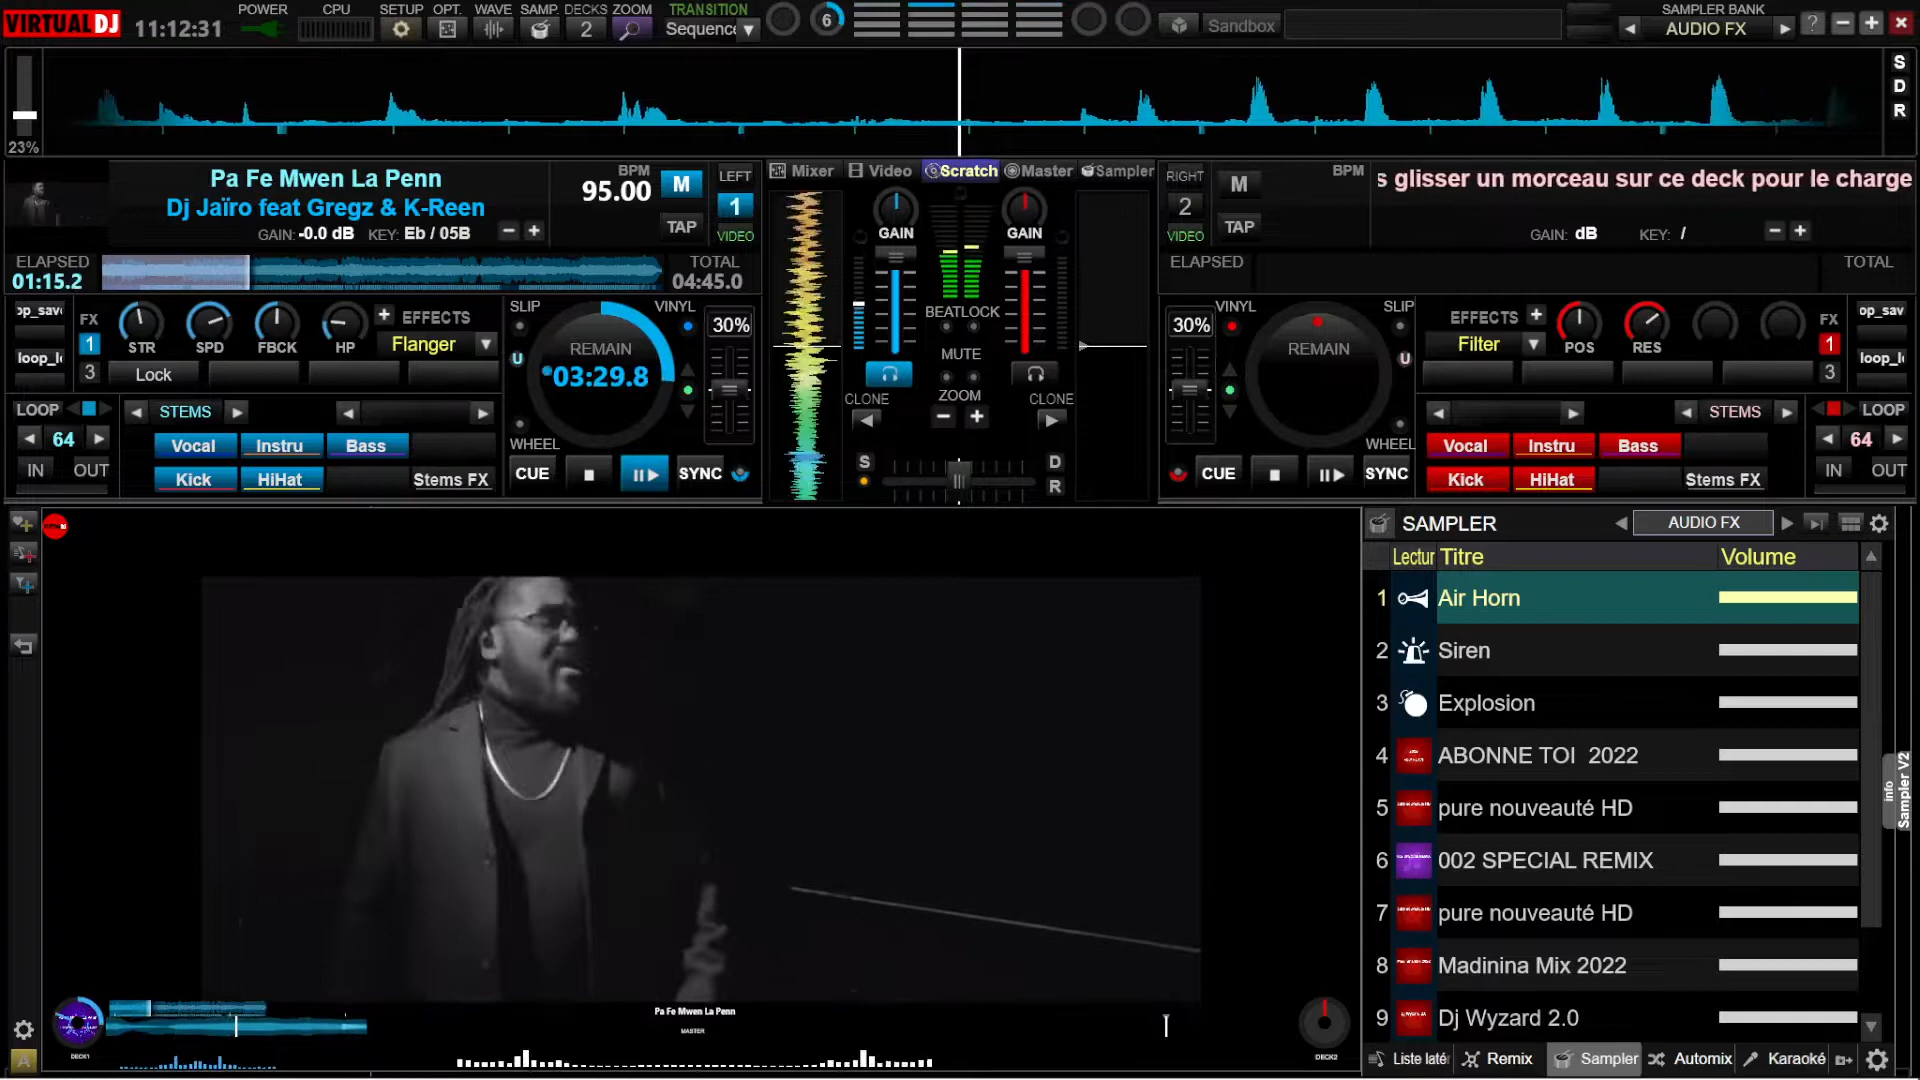 VIRTUALDJ 11:12:31 POWER CPU SETUP OPT. WAVE SAMP. DECKS 2 ZOOM TRANSITION Sequence 6 Sandbox SAMPLER BANK AUDIO FX ?
23% S D R
Pa Fe Mwen La Penn
Dj Jaïro feat Gregz & K-Reen
GAIN: -0.0 dB KEY: Eb / 05B
BPM 95.00 M TAP LEFT 1 VIDEO
ELAPSED 01:15.2 TOTAL 04:45.0
Mixer Video Scratch Master Sampler
RIGHT 2 VIDEO M TAP BPM
s glisser un morceau sur ce deck pour le charge
GAIN: dB KEY: /
ELAPSED TOTAL
GAIN GAIN
BEATLOCK
MUTE
ZOOM
CLONE CLONE
S D R
FX 1 3 STR SPD FBCK HP EFFECTS Flanger
Lock
SLIP VINYL 30%
U REMAIN
03:29.8
WHEEL
LOOP 64 IN OUT
STEMS
Vocal Instru Bass
Kick HiHat Stems FX
CUE SYNC
30% VINYL SLIP
REMAIN U
WHEEL
CUE SYNC
EFFECTS Filter POS RES FX 1 3
STEMS LOOP 64
Vocal Instru Bass IN OUT
Kick HiHat Stems FX
SAMPLER AUDIO FX
Lectur Titre Volume
1 Air Horn
2 Siren
3 Explosion
4 ABONNE TOI 2022
5 pure nouveauté HD
6 002 SPECIAL REMIX
7 pure nouveauté HD
8 Madinina Mix 2022
9 Dj Wyzard 2.0
info
Sampler V2
Pa Fe Mwen La Penn
MASTER
DECK1
DECK2
A
Liste laté Remix Sampler Automix Karaoké